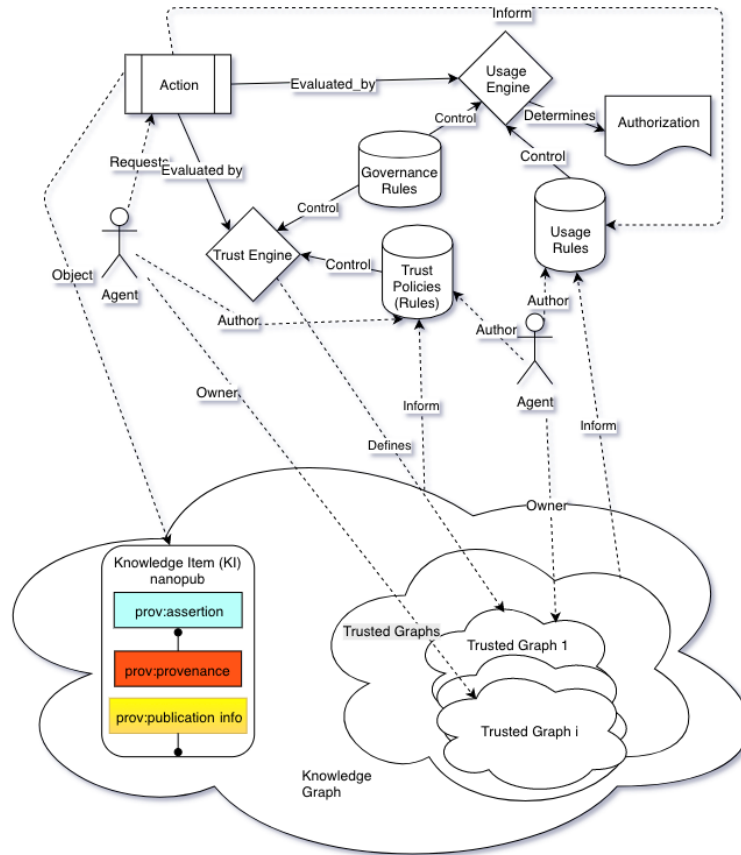 Inform
Action
Evaluated_by
Usage
Engine
Determines
Authorization
Control
Control
Requests
Evaluated by
Governance
Rules
Control
Usage
Rules
Trust Engine
Control
Trust
Policies
(Rules)
Object
Agent
Author
Author
Author
Agent
Owner
Inform
Inform
Defines
Owner
Knowledge Item (KI)
nanopub
prov:assertion
prov:provenance
prov:publication info
Trusted Graphs
Trusted Graph 1
Trusted Graph i
Knowledge
Graph